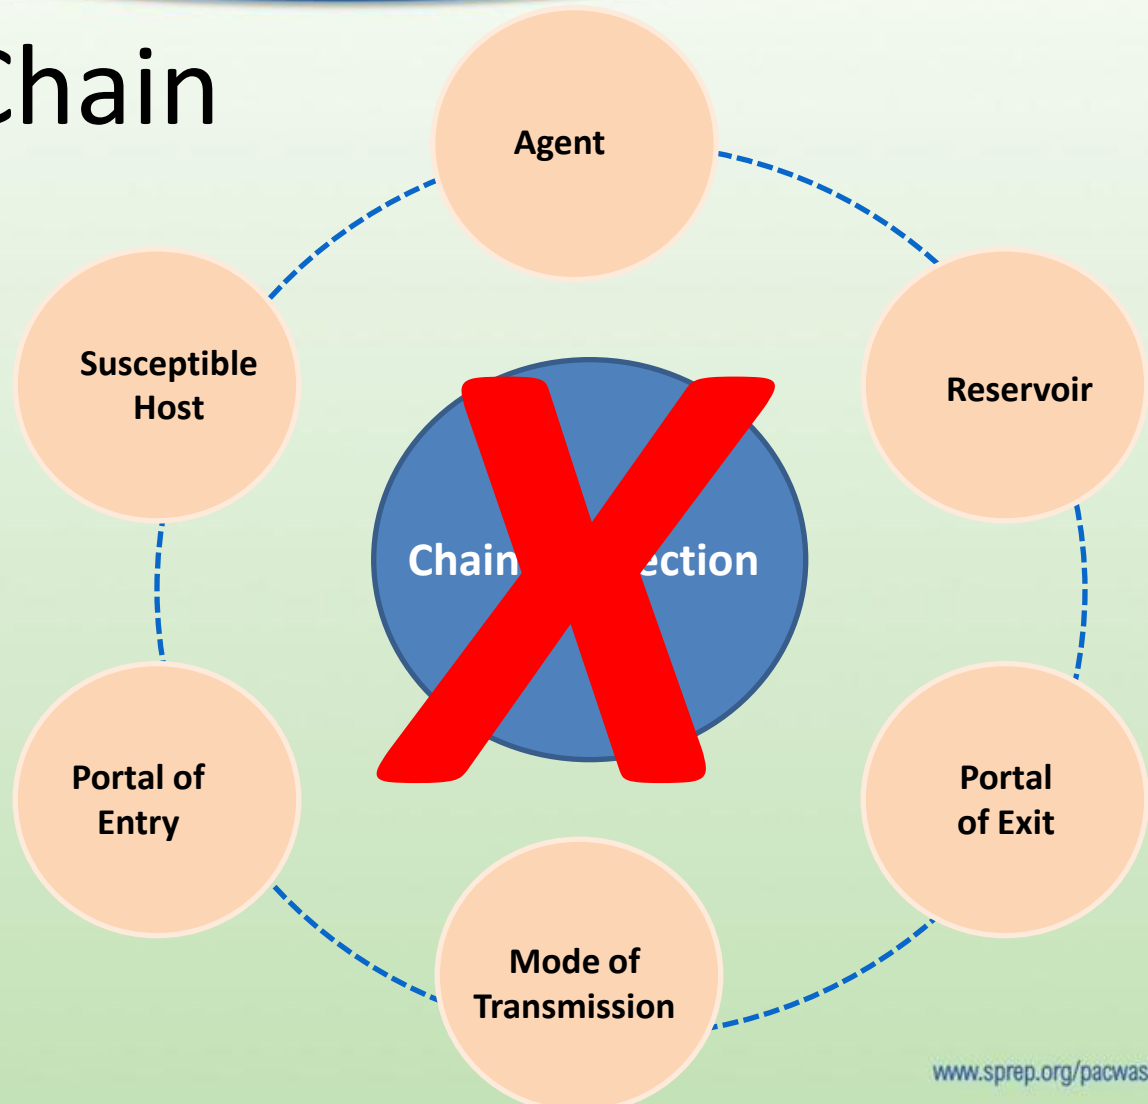 Chain
Agent
Susceptible
Host
Reservoir
Chain ection
Portal of
Entry
Portal
of Exit
Mode of
Transmission
www.sprep.org/pacwas